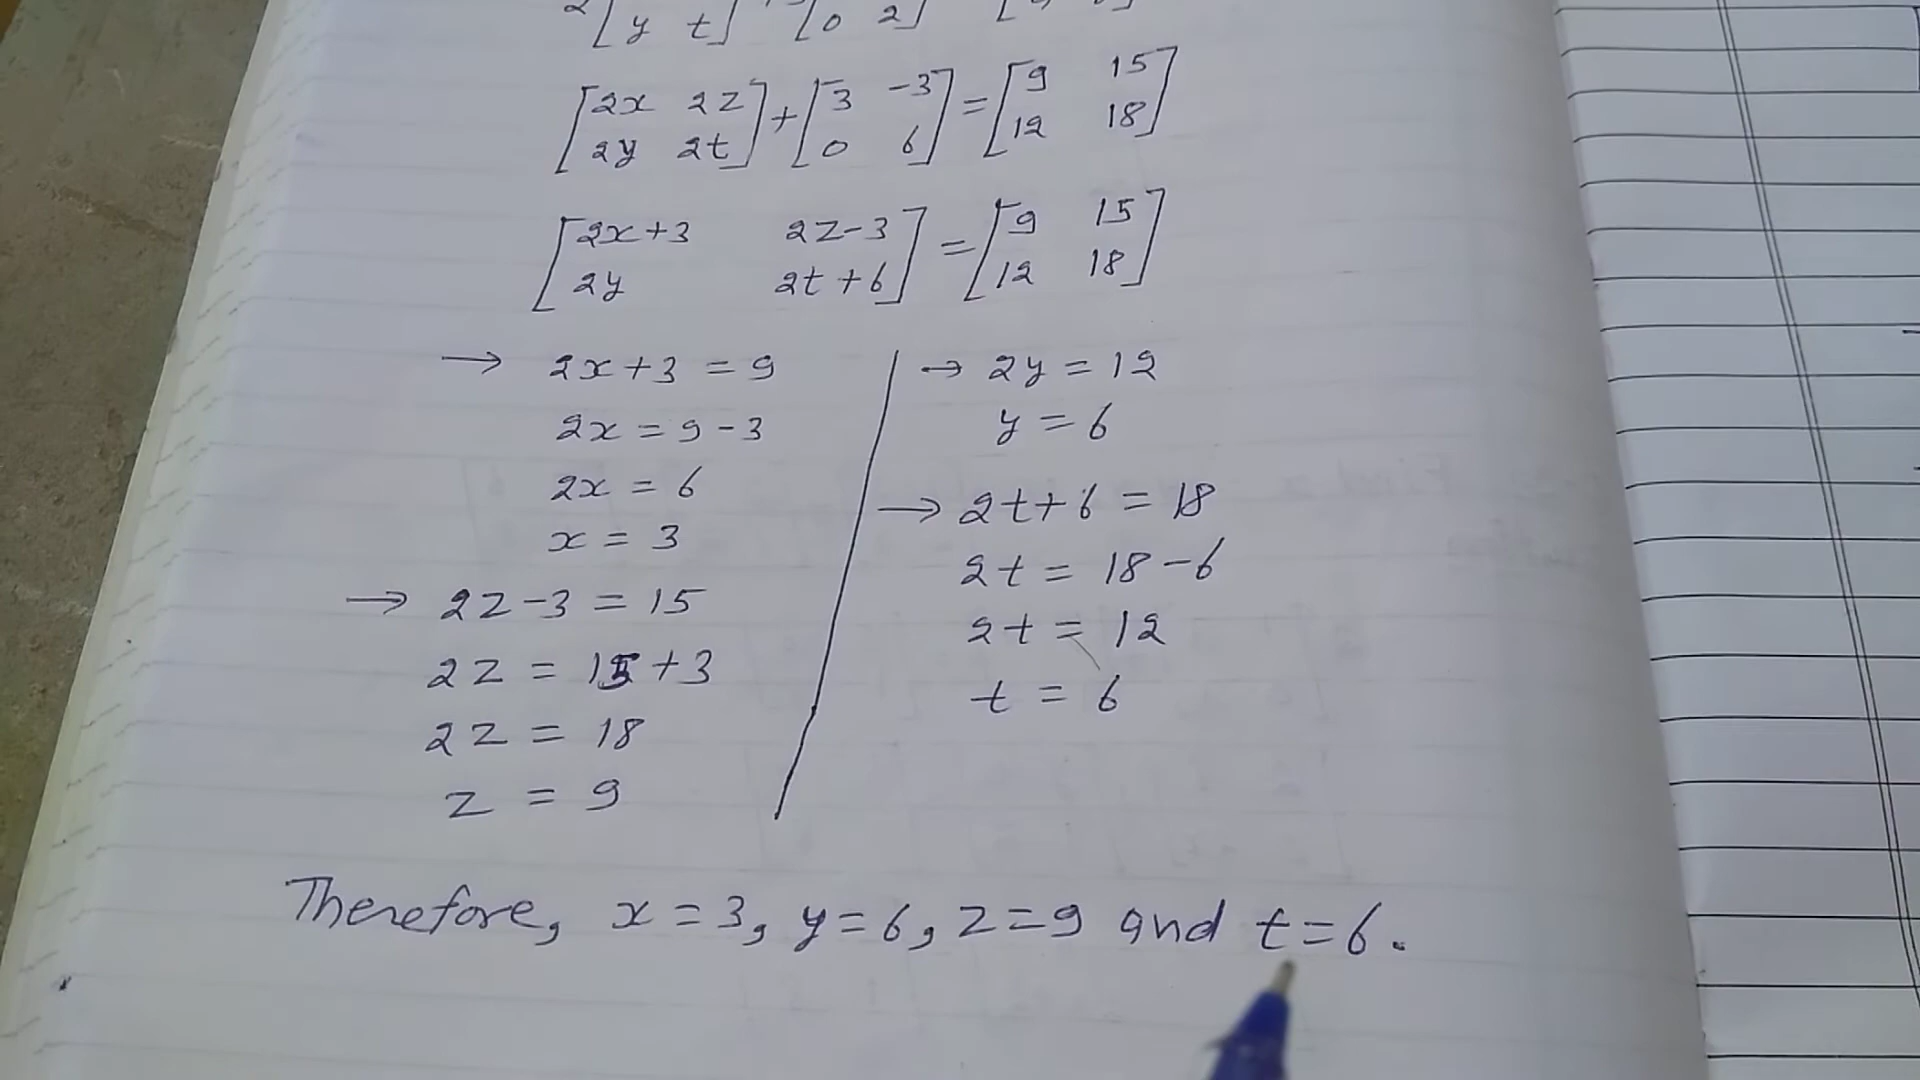 2[y t] [0 2]
[2x 2z] + [3 -3] = [9 15]
[2y 2t] [0 6] [12 18]
[2x+3 2z-3] = [9 15]
[2y 2t+6] [12 18]
→ 2x+3 = 9
2x = 9-3
2x = 6
x = 3
→ 2z-3 = 15
2z = 15+3
2z = 18
z = 9
→ 2y = 12
y = 6
→ 2t+6 = 18
2t = 18-6
2t = 12
t = 6
Therefore, x=3, y=6, z=9 and t=6.